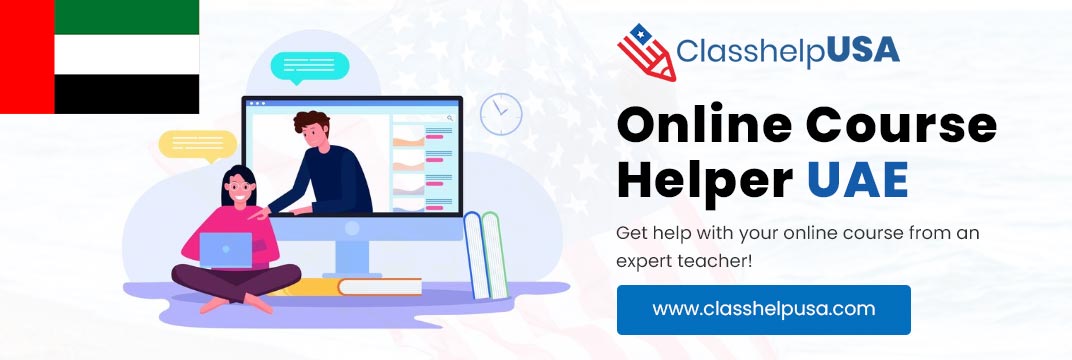 ClasshelpUSA
Online Course
Helper UAE
Get help with your online course from an
expert teacher!
www.classhelpusa.com